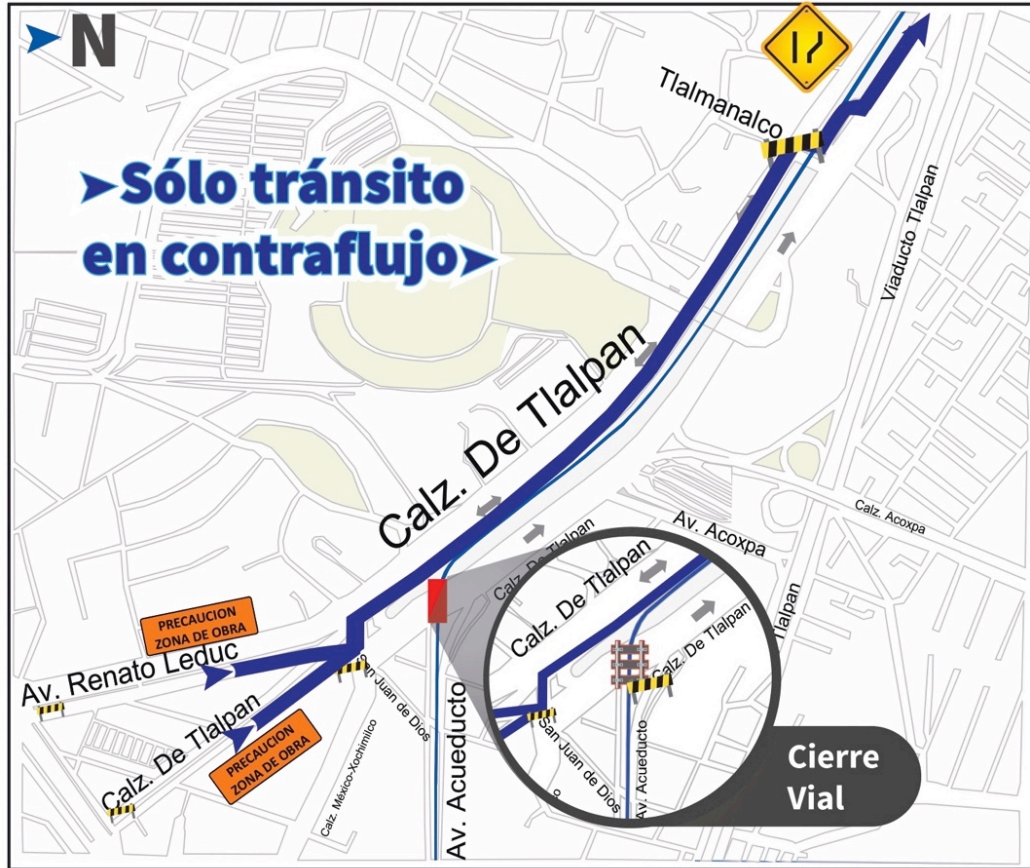 N
Sólo tránsito
en contraflujo
Tlalmanalco
Viaducto Tlalpan
Calz. De Tlalpan
Calz. Acoxpa
Av. Acoxpa
Calz. De Tlalpan
Tlalpan
PRECAUCION
ZONA DE OBRA
Av. Renato Leduc
San Juan de Dios
Calz. De Tlalpan
PRECAUCION
ZONA DE OBRA
Calz. México-Xochimilco
Av. Acueducto
Calz. De Tlalpan
Calz. De Tlalpan
San Juan de Dios
Av. Acueducto
Cierre
Vial